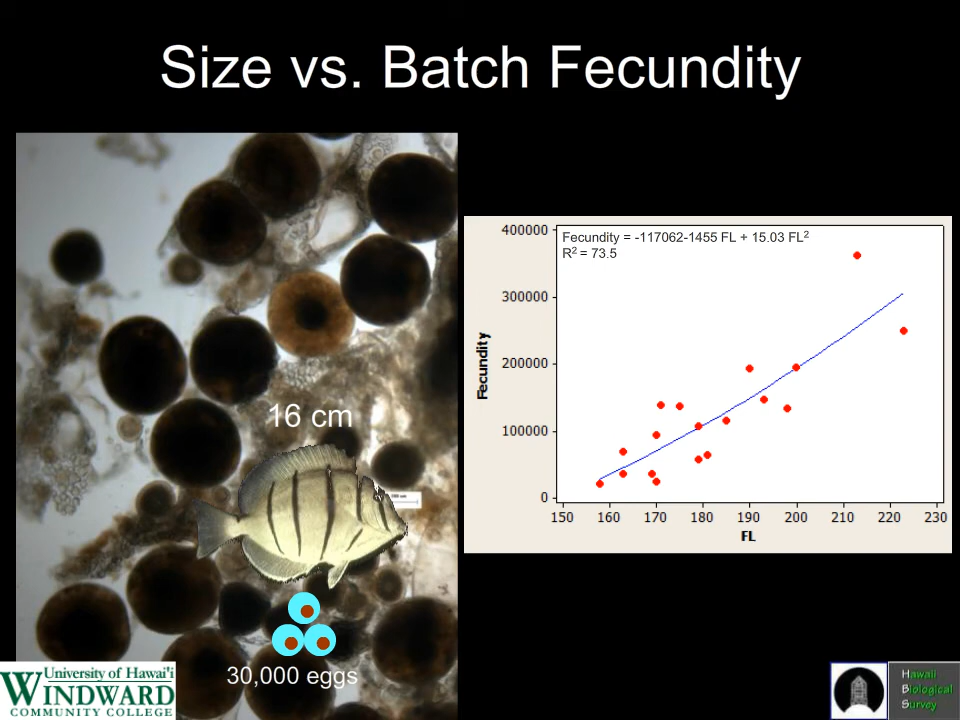 Size vs. Batch Fecundity
16 cm
30,000 eggs
400000
300000
200000
100000
0
Fecundity
Fecundity = -117062-1455 FL + 15.03 FL²
R² = 73.5
150 160 170 180 190 200 210 220 230
FL
University of Hawai'i
WINDWARD
COMMUNITY COLLEGE
Hawaii
Biological
Survey